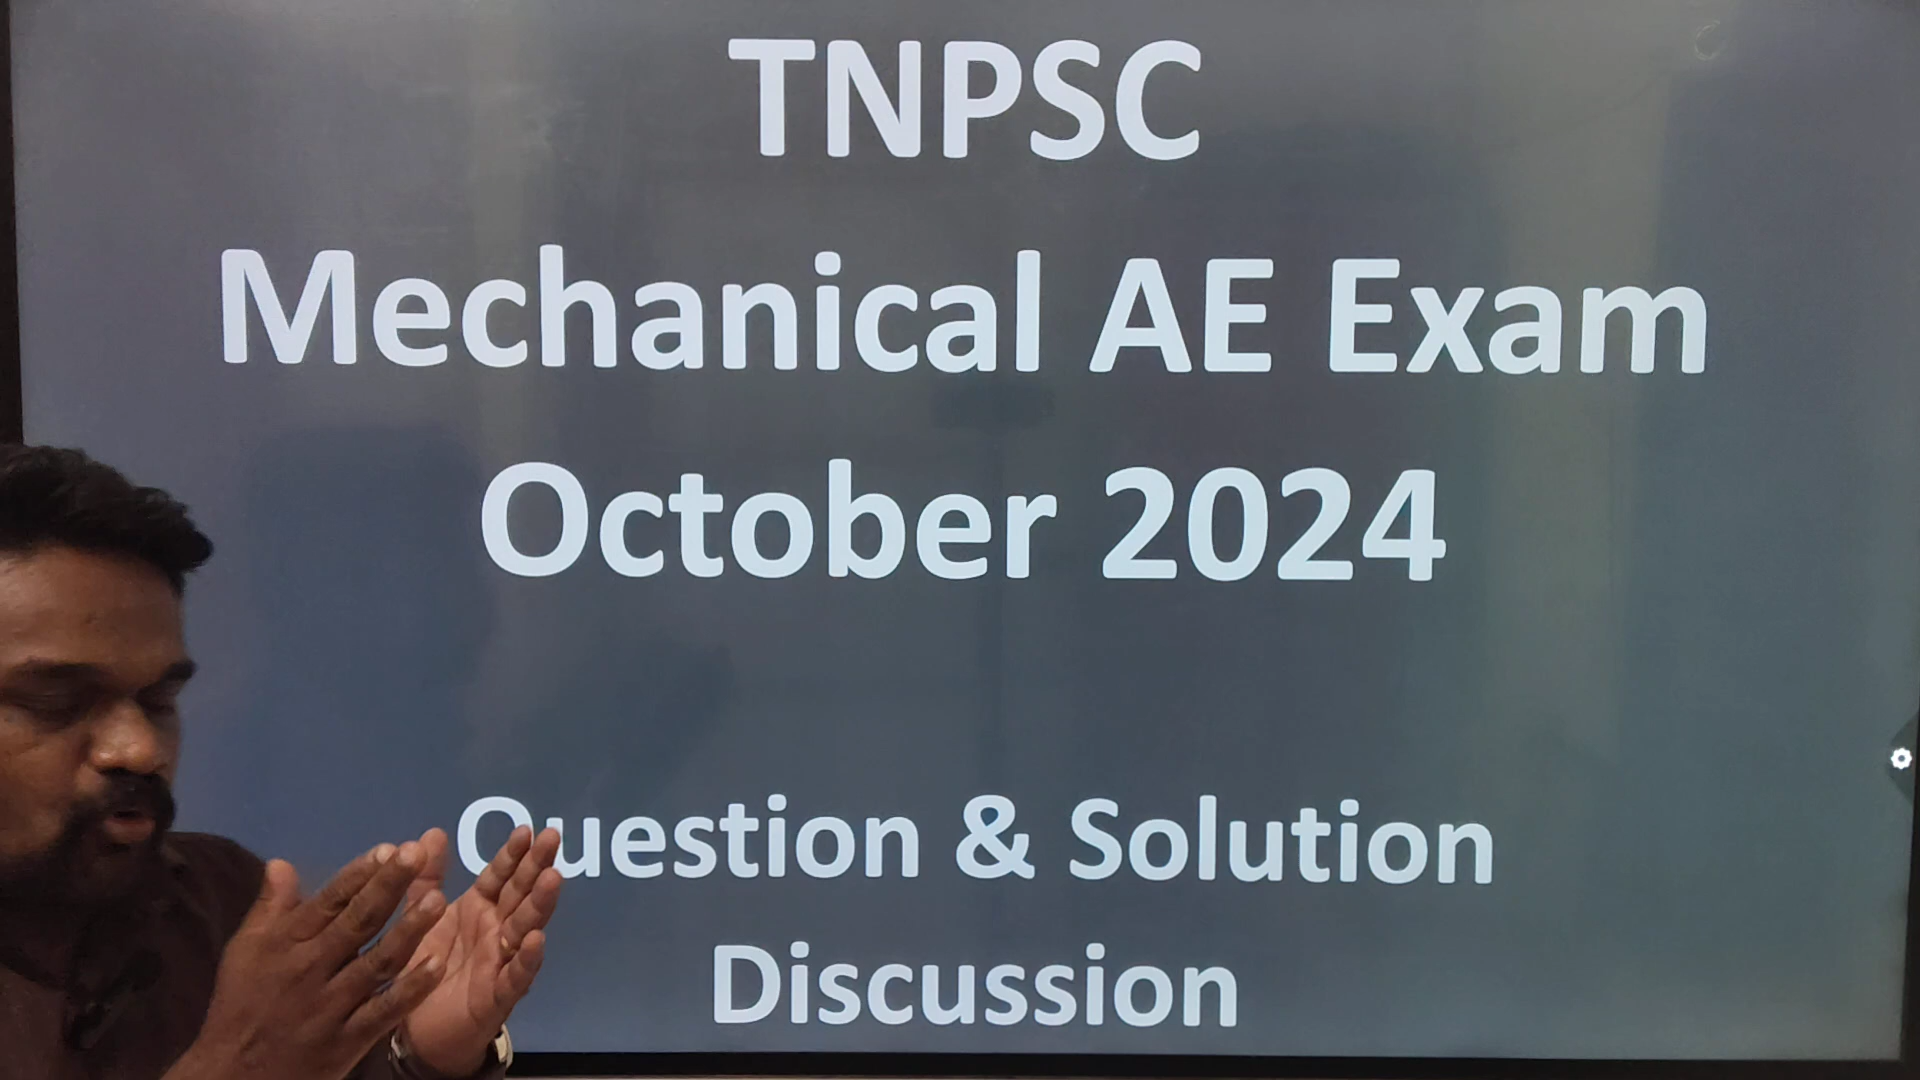 TNPSC
Mechanical AE Exam
October 2024
Question & Solution
Discussion